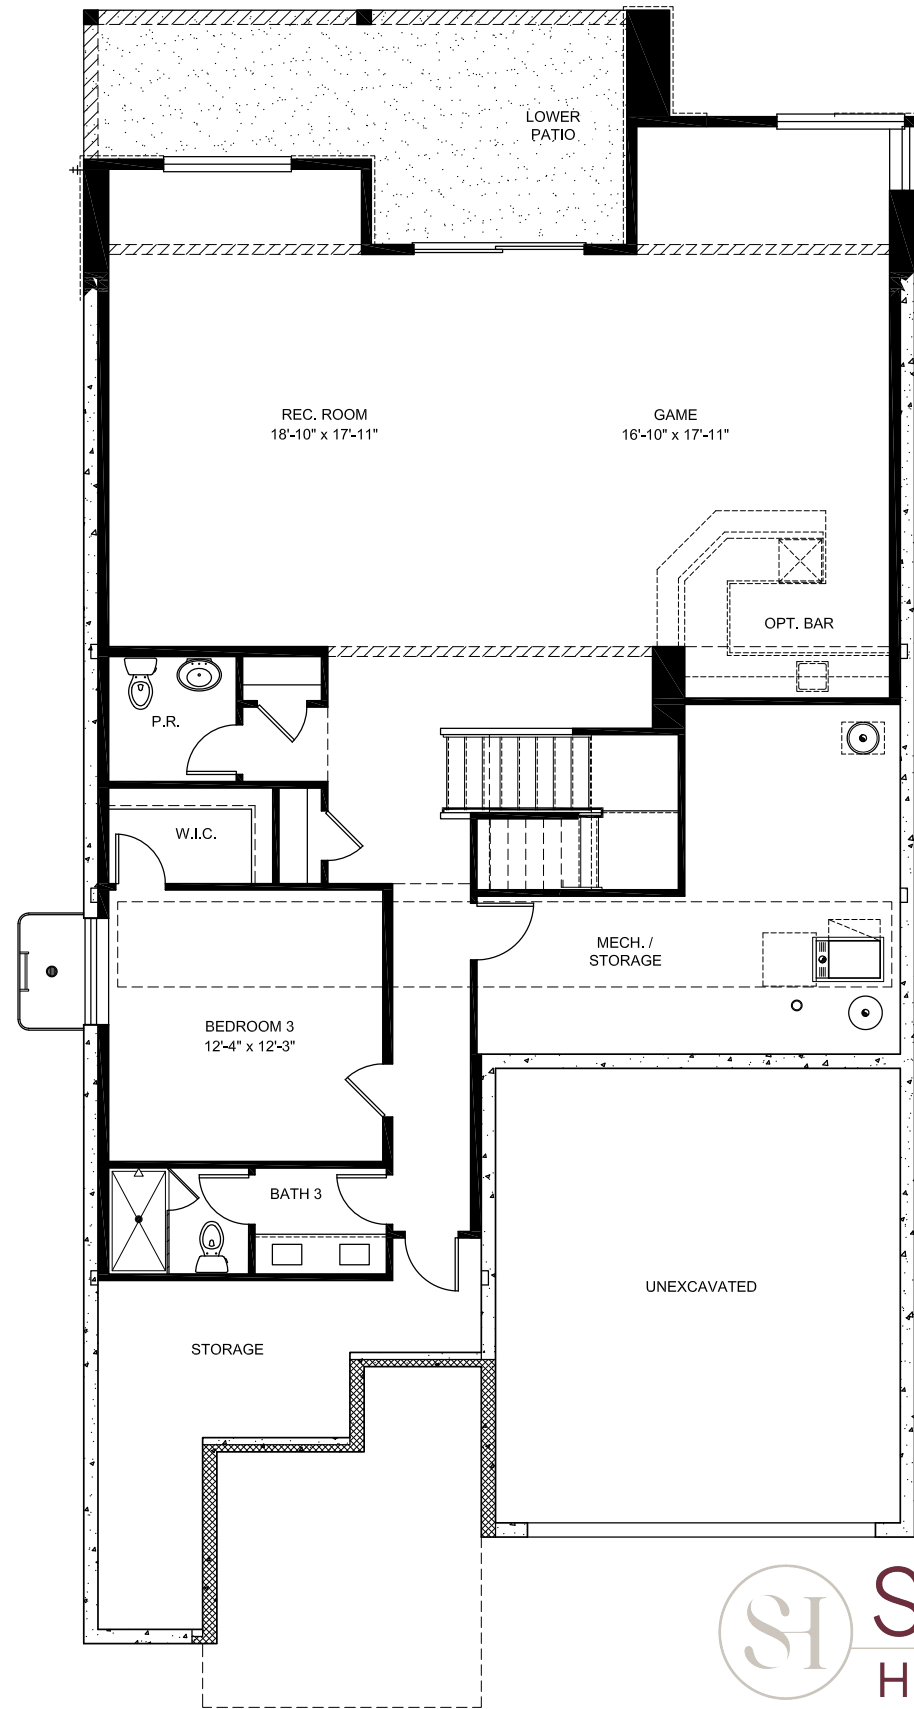 LOWER
PATIO
REC. ROOM
18'-10" x 17'-11"
GAME
16'-10" x 17'-11"
OPT. BAR
P.R.
W.I.C.
MECH. /
STORAGE
BEDROOM 3
12'-4" x 12'-3"
BATH 3
UNEXCAVATED
STORAGE
SH
S
H